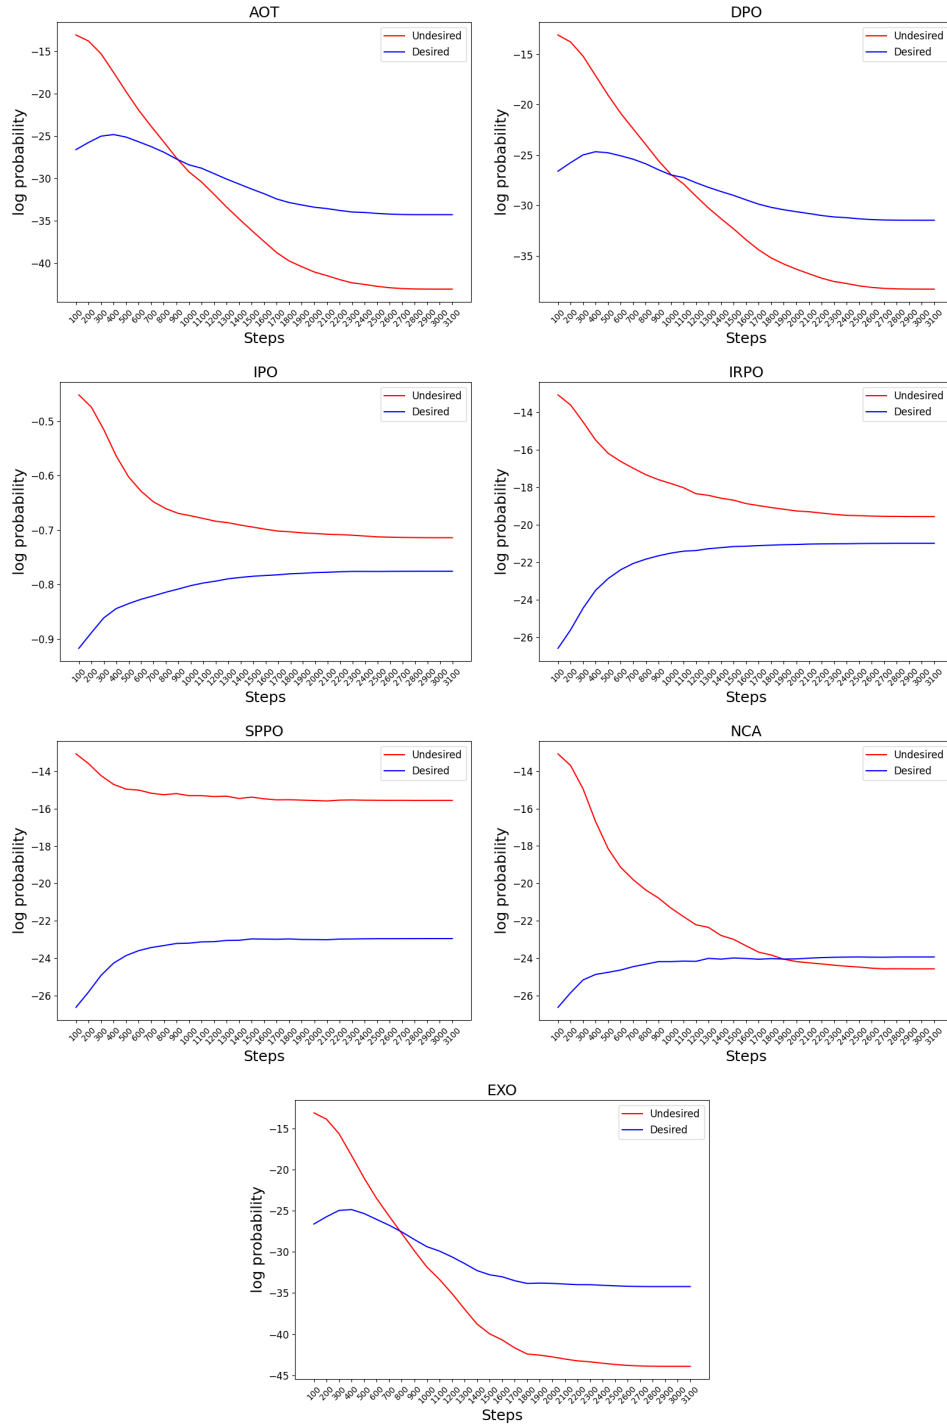 AOT
log probability
-15
-20
-25
-30
-35
-40
Undesired
Desired
100 200 300 400 500 600 700 800 900 1000 1100 1200 1300 1400 1500 1600 1700 1800 1900 2000 2100 2200 2300 2400 2500 2600 2700 2800 2900 3000 3100
Steps
DPO
log probability
−15
−20
−25
−30
−35
Undesired
Desired
100 200 300 400 500 600 700 800 900 1000 1100 1200 1300 1400 1500 1600 1700 1800 1900 2000 2100 2200 2300 2400 2500 2600 2700 2800 2900 3000 3100
Steps
IPO
log probability
−0.5
−0.6
−0.7
−0.8
−0.9
Undesired
Desired
100 200 300 400 500 600 700 800 900 1000 1100 1200 1300 1400 1500 1600 1700 1800 1900 2000 2100 2200 2300 2400 2500 2600 2700 2800 2900 3000 3100
Steps
IRPO
log probability
−14
−16
−18
−20
−22
−24
−26
Undesired
Desired
100 200 300 400 500 600 700 800 900 1000 1100 1200 1300 1400 1500 1600 1700 1800 1900 2000 2100 2200 2300 2400 2500 2600 2700 2800 2900 3000 3100
Steps
SPPO
log probability
−14
−16
−18
−20
−22
−24
−26
Undesired
Desired
100 200 300 400 500 600 700 800 900 1000 1100 1200 1300 1400 1500 1600 1700 1800 1900 2000 2100 2200 2300 2400 2500 2600 2700 2800 2900 3000 3100
Steps
NCA
log probability
−14
−16
−18
−20
−22
−24
−26
Undesired
Desired
100 200 300 400 500 600 700 800 900 1000 1100 1200 1300 1400 1500 1600 1700 1800 1900 2000 2100 2200 2300 2400 2500 2600 2700 2800 2900 3000 3100
Steps
EXO
log probability
−15
−20
−25
−30
−35
−40
−45
Undesired
Desired
100 200 300 400 500 600 700 800 900 1000 1100 1200 1300 1400 1500 1600 1700 1800 1900 2000 2100 2200 2300 2400 2500 2600 2700 2800 2900 3000 3100
Steps